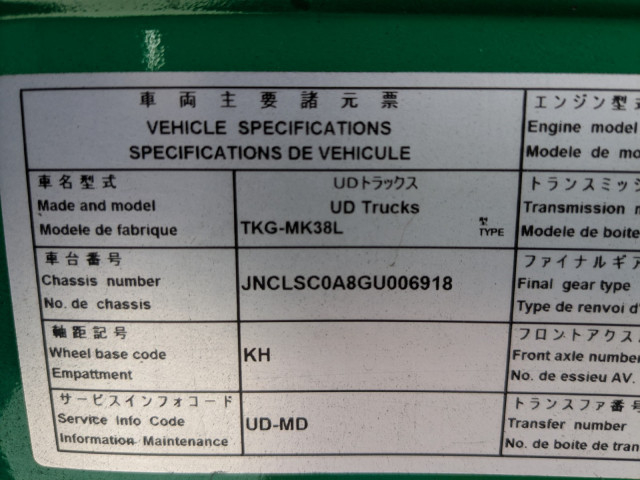 車両主要諸元票
VEHICLE SPECIFICATIONS
SPECIFICATIONS DE VEHICULE
車名型式
Made and model
Modele de fabrique
UDトラックス
UD Trucks
TKG-MK38L
型
TYPE
車台番号
Chassis number
No. de chassis
JNCLSC0A8GU006918
軸距記号
Wheel base code
Empattment
KH
サービスインフォコード
Service Info Code
Information Maintenance
UD-MD
エンジン型式
Engine model
Modele de mo
トランスミッシ
Transmission m
Modele de boite
ファイナルギア
Final gear type
Type de renvoi d'
フロントアクスル
Front axle number
No. de essieu AV.
トランスファ番号
Transfer number
No. de boite de tran